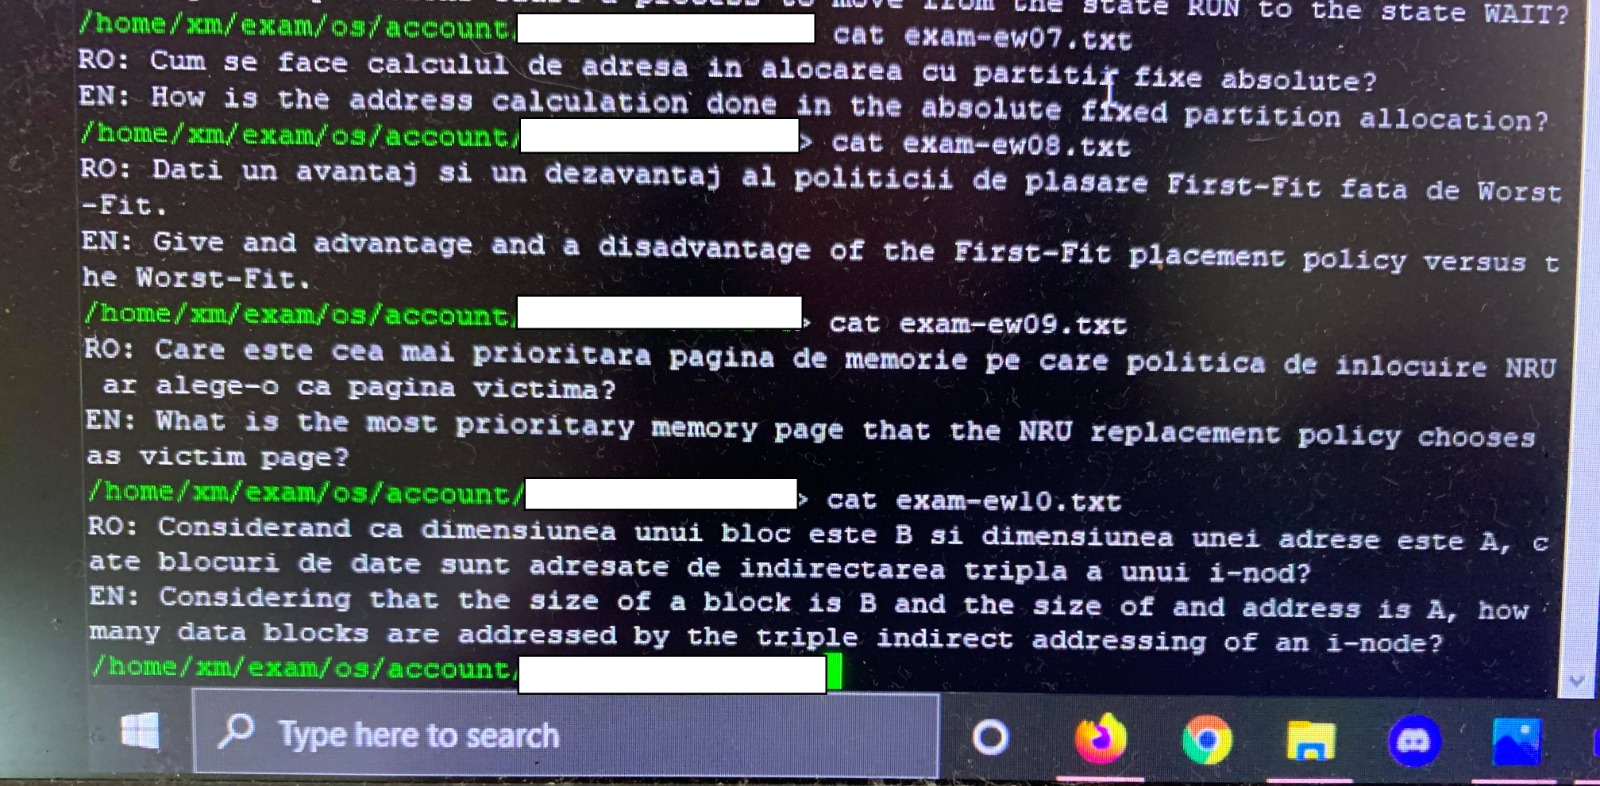 move from the state RUN to the state WAIT?
/home/xm/exam/os/account cat exam-ew07.txt
RO: Cum se face calculul de adresa in alocarea cu partitii fixe absolute?
EN: How is the address calculation done in the absolute fixed partition allocation?
/home/xm/exam/os/account/> cat exam-ew08.txt
RO: Dati un avantaj si un dezavantaj al politicii de plasare First-Fit fata de Worst
-Fit.
EN: Give and advantage and a disadvantage of the First-Fit placement policy versus t
he Worst-Fit.
/home/xm/exam/os/account/> cat exam-ew09.txt
RO: Care este cea mai prioritara pagina de memorie pe care politica de inlocuire NRU
ar alege-o ca pagina victima?
EN: What is the most prioritary memory page that the NRU replacement policy chooses
as victim page?
/home/xm/exam/os/account/> cat exam-ew10.txt
RO: Considerand ca dimensiunea unui bloc este B si dimensiunea unei adrese este A, c
ate blocuri de date sunt adresate de indirectarea tripla a unui i-nod?
EN: Considering that the size of a block is B and the size of and address is A, how
many data blocks are addressed by the triple indirect addressing of an i-node?
/home/xm/exam/os/account/
Type here to search